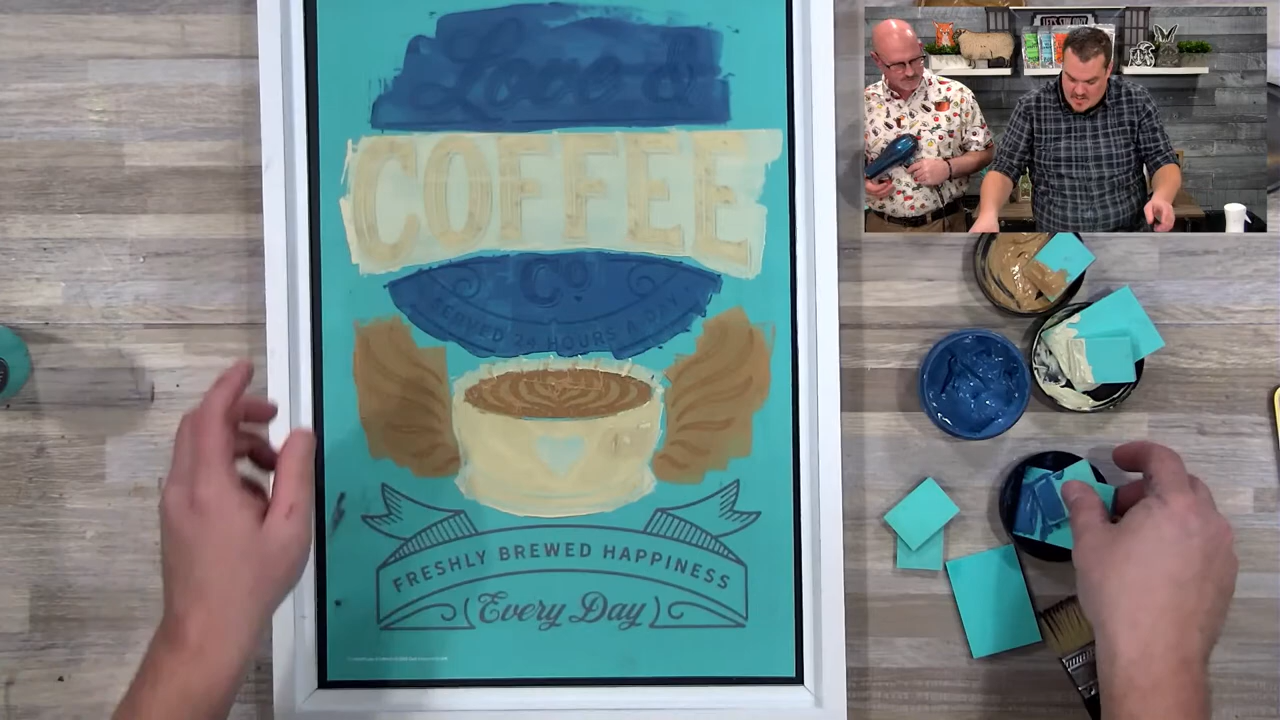 Love &
COFFEE
Co
SERVED 24 HOURS A DAY
FRESHLY BREWED HAPPINESS
Every Day